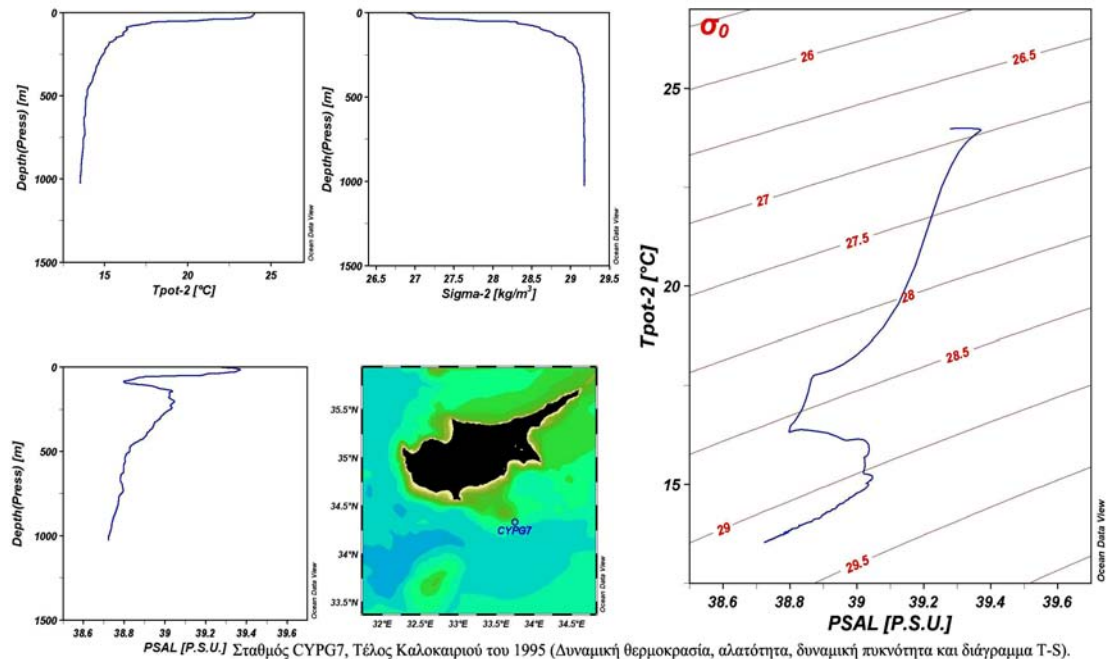 0
500
1000
1500
Depth(Press) [m]
15 20 25
Tpot-2 [°C]
Ocean Data View
0
500
1000
1500
Depth(Press) [m]
26.5 27 27.5 28 28.5 29 29.5
Sigma-2 [kg/m³]
Ocean Data View
σ₀
26
26.5
27
27.5
28
28.5
29
29.5
25
20
15
Tpot-2 [°C]
38.6 38.8 39 39.2 39.4 39.6
PSAL [P.S.U.]
Ocean Data View
0
500
1000
1500
Depth(Press) [m]
38.6 38.8 39 39.2 39.4 39.6
PSAL [P.S.U.]
Ocean Data View
35.5°N
35°N
34.5°N
34°N
33.5°N
CYPG7
32°E 32.5°E 33°E 33.5°E 34°E 34.5°E
Ocean Data View
Σταθμός CYPG7, Τέλος Καλοκαιριού του 1995 (Δυναμική θερμοκρασία, αλατότητα, δυναμική πυκνότητα και διάγραμμα T-S).